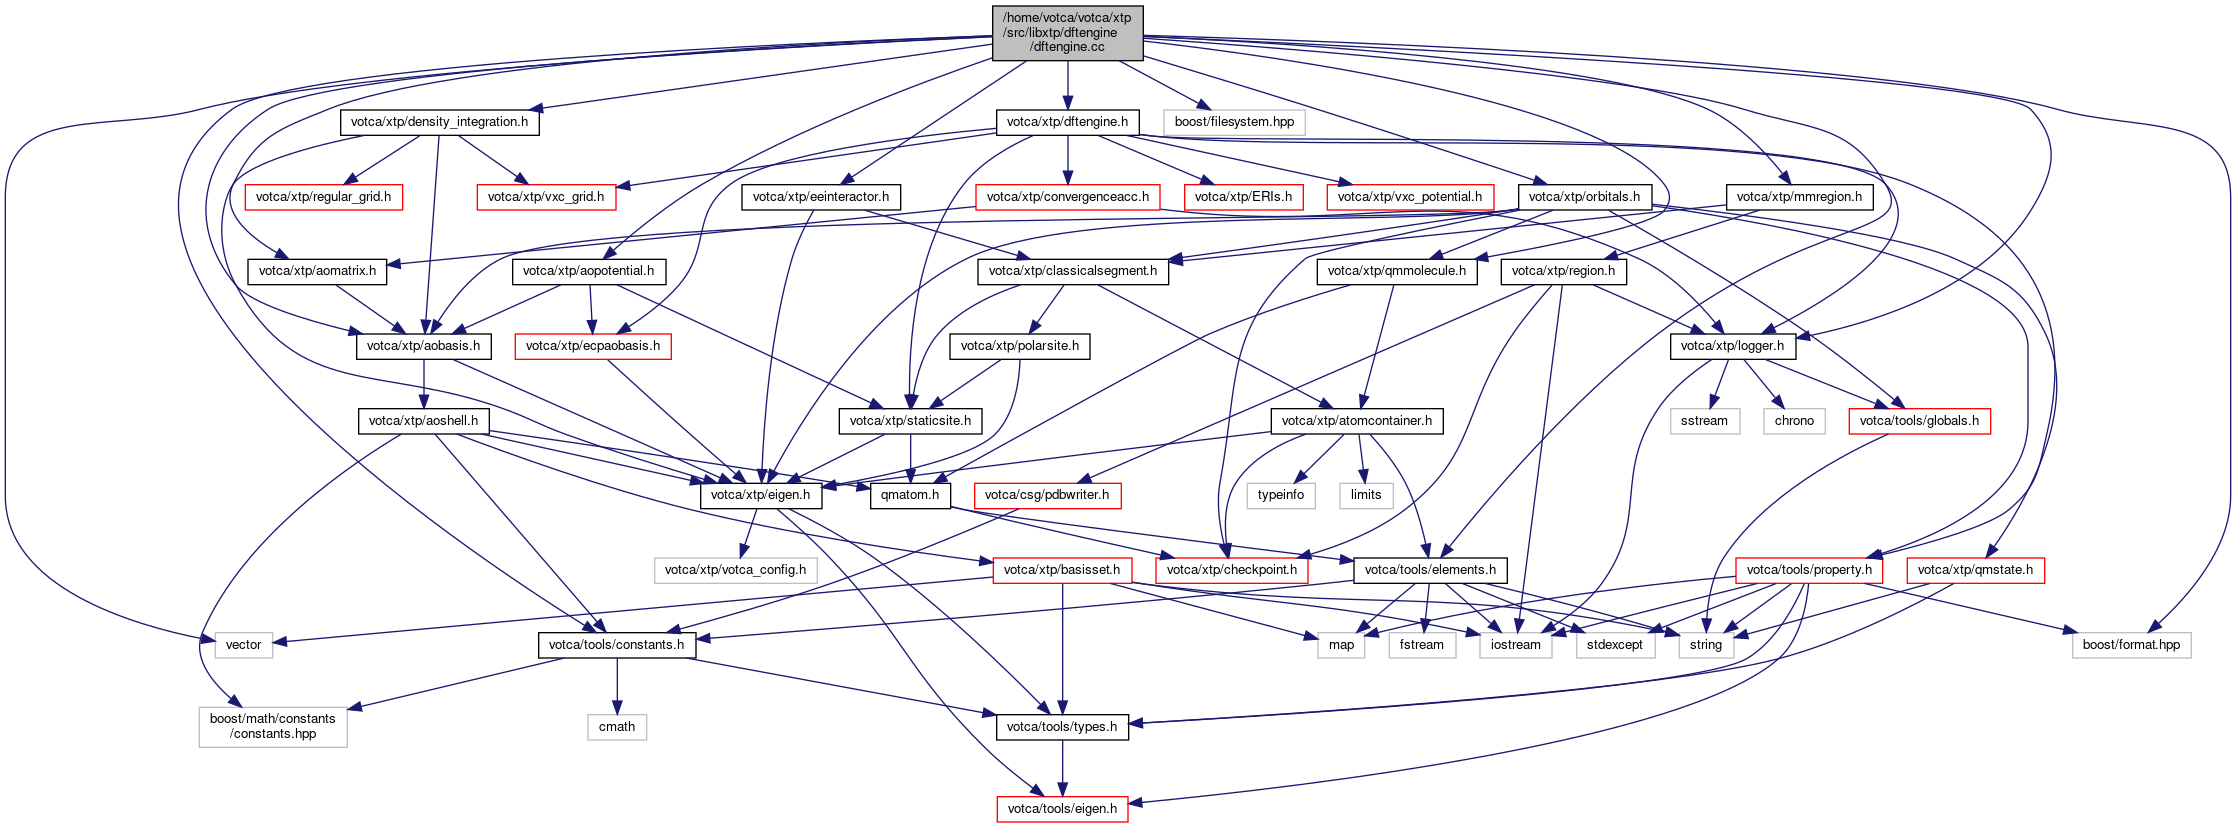 /home/votca/votca/xtp
/src/libxtp/dftengine
/dftengine.cc
votca/xtp/density_integration.h
votca/xtp/dftengine.h
boost/filesystem.hpp
votca/xtp/regular_grid.h
votca/xtp/vxc_grid.h
votca/xtp/eeinteractor.h
votca/xtp/convergenceacc.h
votca/xtp/ERIs.h
votca/xtp/vxc_potential.h
votca/xtp/orbitals.h
votca/xtp/mmregion.h
votca/xtp/aomatrix.h
votca/xtp/aopotential.h
votca/xtp/classicalsegment.h
votca/xtp/qmmolecule.h
votca/xtp/region.h
votca/xtp/aobasis.h
votca/xtp/ecpaobasis.h
votca/xtp/polarsite.h
votca/xtp/logger.h
votca/xtp/aoshell.h
votca/xtp/staticsite.h
votca/xtp/atomcontainer.h
sstream
chrono
votca/tools/globals.h
votca/xtp/eigen.h
qmatom.h
votca/csg/pdbwriter.h
typeinfo
limits
votca/xtp/votca_config.h
votca/xtp/basisset.h
votca/xtp/checkpoint.h
votca/tools/elements.h
votca/tools/property.h
votca/xtp/qmstate.h
vector
votca/tools/constants.h
map
fstream
iostream
stdexcept
string
boost/format.hpp
boost/math/constants
/constants.hpp
cmath
votca/tools/types.h
votca/tools/eigen.h